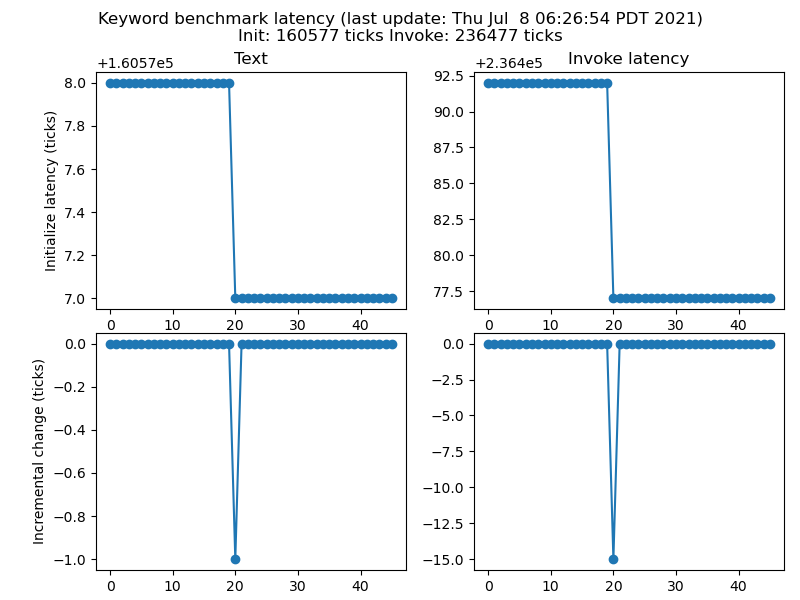 Keyword benchmark latency (last update: Thu Jul  8 06:26:54 PDT 2021)
Init: 160577 ticks Invoke: 236477 ticks
Text
+1.6057e5
Initialize latency (ticks)
8.0
7.8
7.6
7.4
7.2
7.0
0 10 20 30 40
Invoke latency
+2.364e5
92.5
90.0
87.5
85.0
82.5
80.0
77.5
0 10 20 30 40
Incremental change (ticks)
0.0
−0.2
−0.4
−0.6
−0.8
−1.0
0 10 20 30 40
0.0
−2.5
−5.0
−7.5
−10.0
−12.5
−15.0
0 10 20 30 40